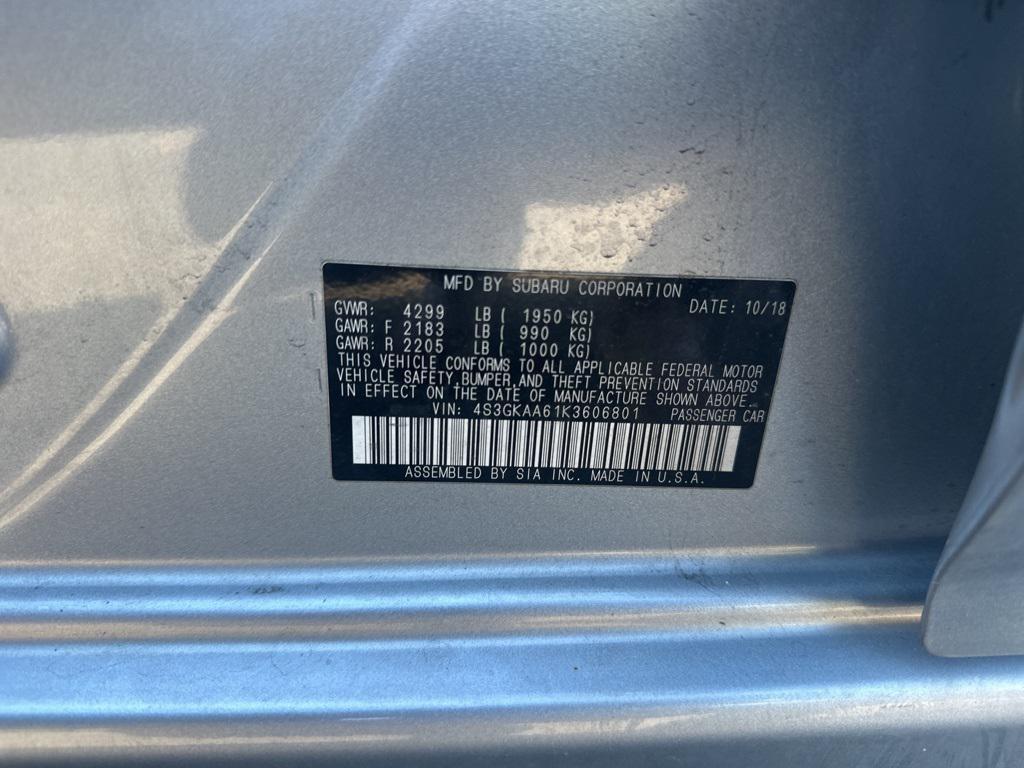 MFD BY SUBARU CORPORATION
GVWR: 4299 LB ( 1950 KG) DATE: 10/18
GAWR: F 2183 LB ( 990 KG)
GAWR: R 2205 LB ( 1000 KG)
THIS VEHICLE CONFORMS TO ALL APPLICABLE FEDERAL MOTOR
VEHICLE SAFETY,BUMPER,AND THEFT PREVENTION STANDARDS
IN EFFECT ON THE DATE OF MANUFACTURE SHOWN ABOVE.
VIN: 4S3GKAA61K3606801 PASSENGER CAR
ASSEMBLED BY SIA INC. MADE IN U.S.A.